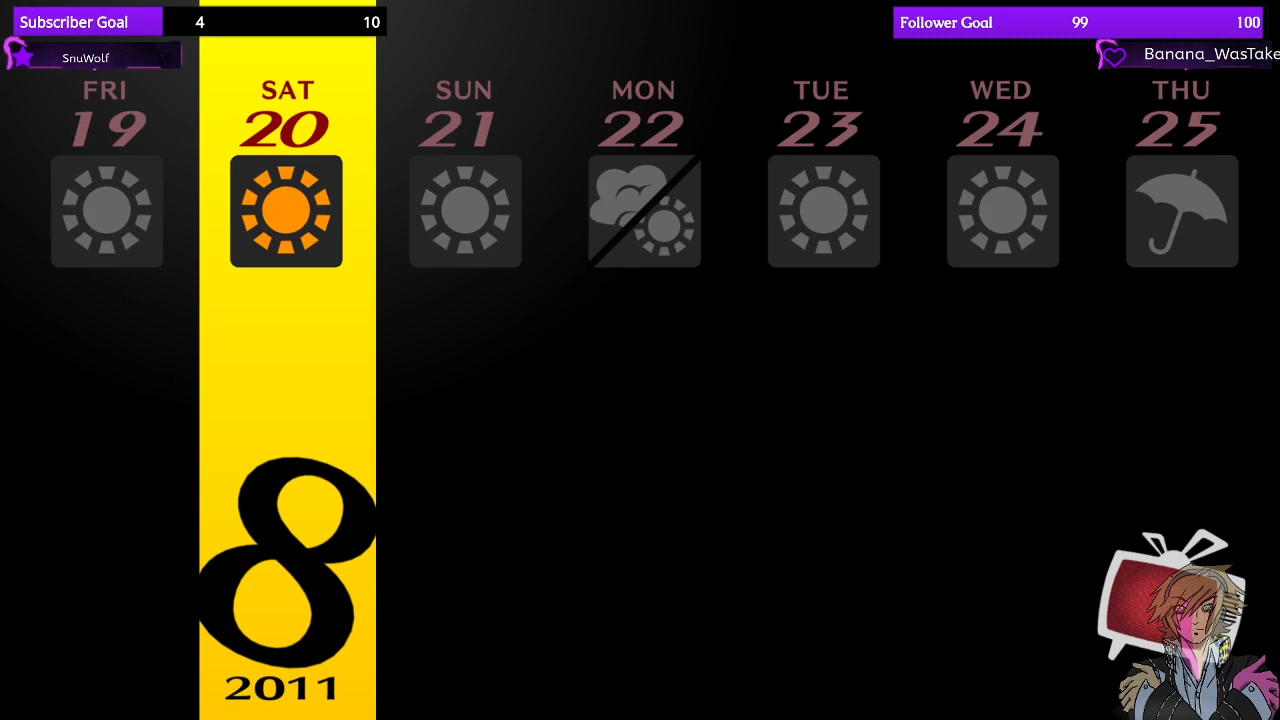 Subscriber Goal 4 10
Follower Goal 99 100
SnuWolf
Banana_WasTake
FRI SAT SUN MON TUE WED THU
19 20 21 22 23 24 25
8
2011